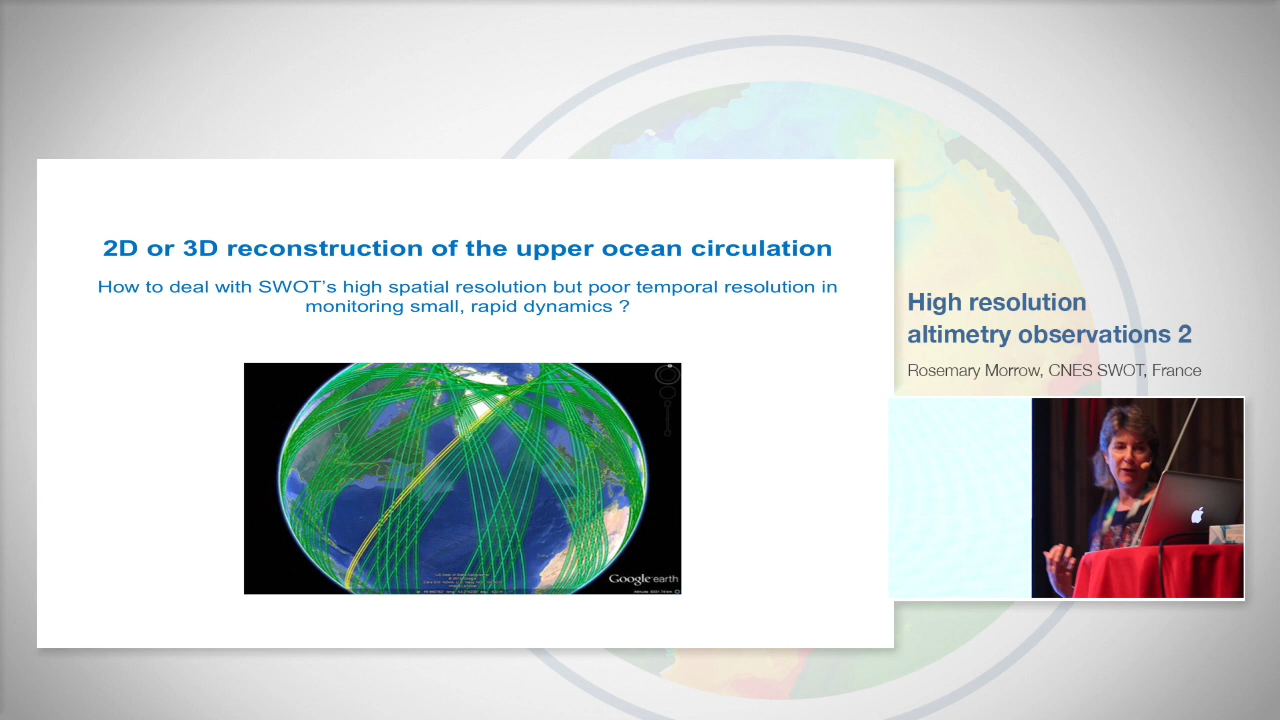 2D or 3D reconstruction of the upper ocean circulation
How to deal with SWOT's high spatial resolution but poor temporal resolution in
monitoring small, rapid dynamics ?
Google earth
High resolution
altimetry observations 2
Rosemary Morrow, CNES SWOT, France